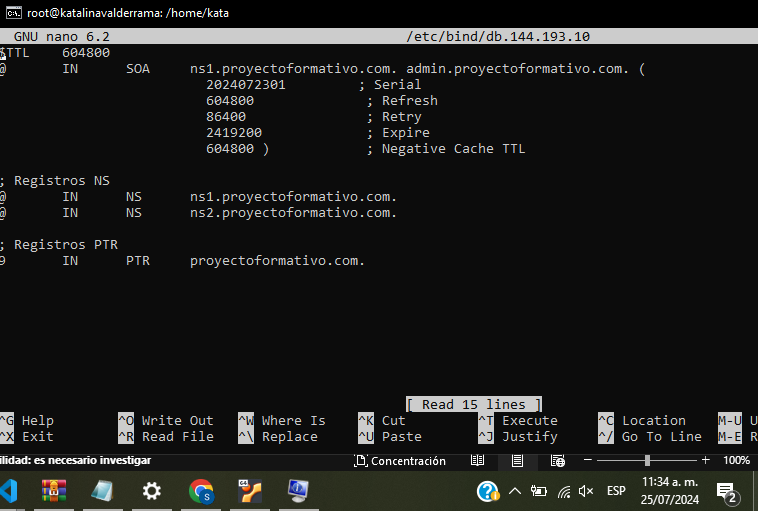 root@katalinavalderrama: /home/kata
GNU nano 6.2 /etc/bind/db.144.193.10
$TTL 604800
@ IN SOA ns1.proyectoformativo.com. admin.proyectoformativo.com. (
2024072301 ; Serial
604800 ; Refresh
86400 ; Retry
2419200 ; Expire
604800 ) ; Negative Cache TTL
; Registros NS
@ IN NS ns1.proyectoformativo.com.
@ IN NS ns2.proyectoformativo.com.
; Registros PTR
9 IN PTR proyectoformativo.com.
[ Read 15 lines ]
^G Help ^O Write Out ^W Where Is ^K Cut ^T Execute ^C Location M-U U
^X Exit ^R Read File ^\ Replace ^U Paste ^J Justify ^/ Go To Line M-E R
ilidad: es necesario investigar Concentración 100%
ESP 11:34 a. m.
25/07/2024 2